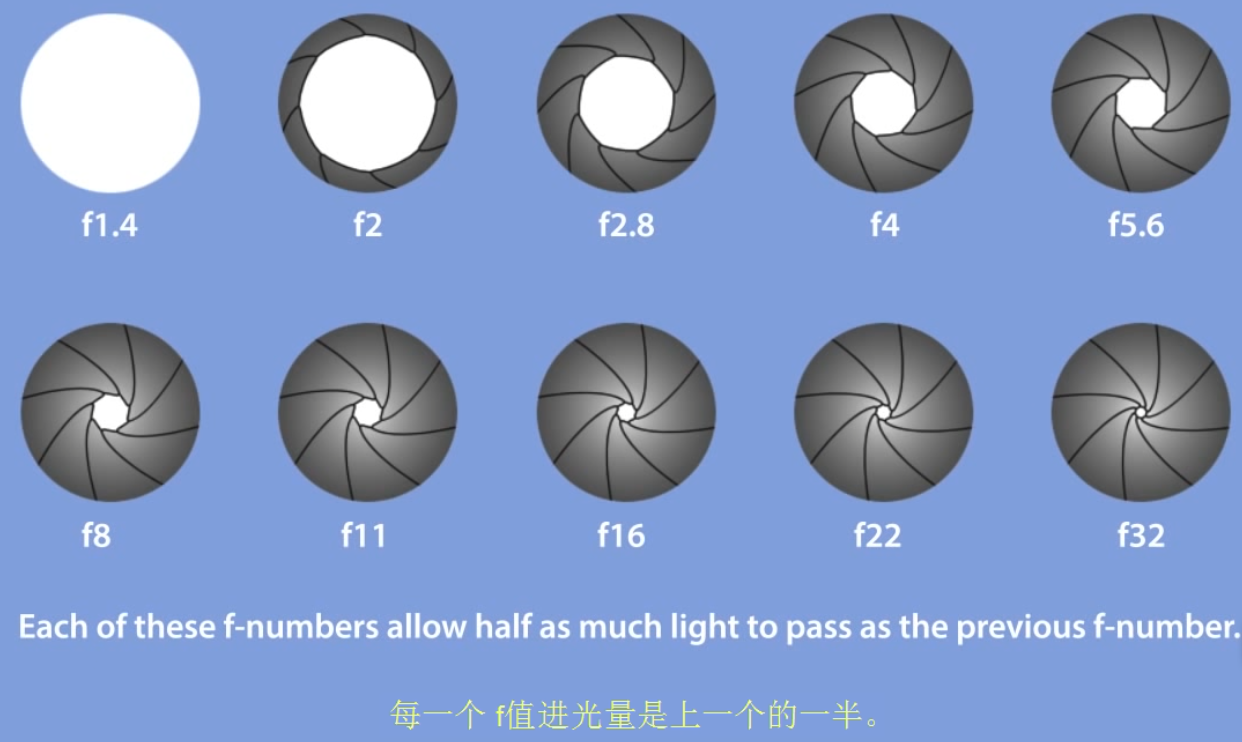 f1.4 f2 f2.8 f4 f5.6
f8 f11 f16 f22 f32
Each of these f-numbers allow half as much light to pass as the previous f-number.
每一个 f值进光量是上一个的一半。